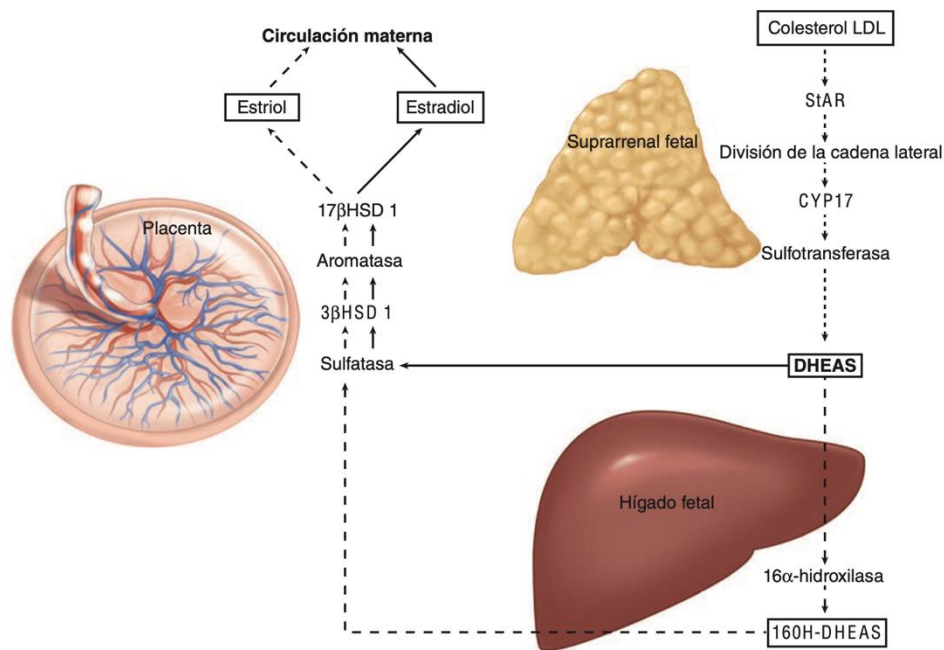 Circulación materna
Colesterol LDL
Estriol
Estradiol
StAR
Suprarrenal fetal
División de la cadena lateral
CYP17
17βHSD 1
Placenta
Sulfotransferasa
Aromatasa
3βHSD 1
Sulfatasa
DHEAS
Hígado fetal
16α-hidroxilasa
160H-DHEAS